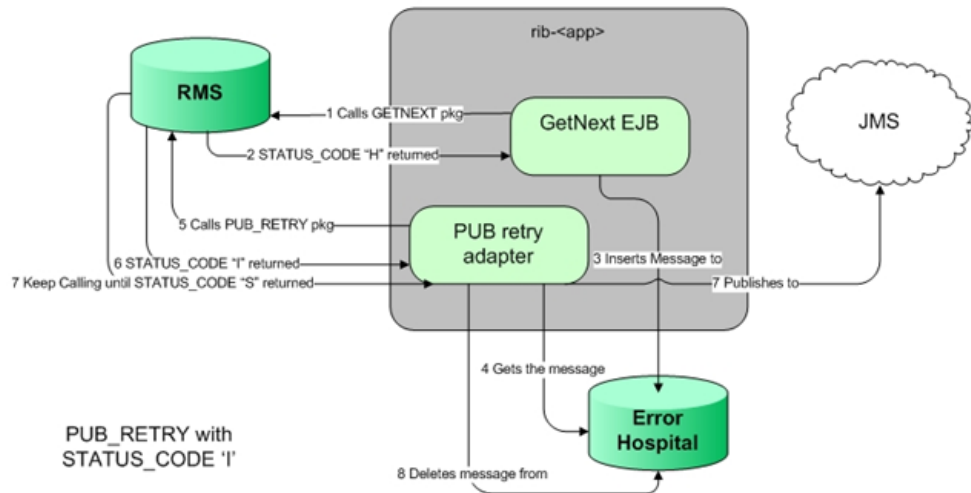 rib-<app>
RMS
1 Calls GETNEXT pkg
GetNext EJB
JMS
2 STATUS_CODE “H” returned
5 Calls PUB_RETRY pkg
PUB retry
adapter
3 Inserts Message to
6 STATUS_CODE “I” returned
7 Keep Calling until STATUS_CODE “S” returned
7 Publishes to
4 Gets the message
Error
Hospital
PUB_RETRY with
STATUS_CODE ‘I’
8 Deletes message from